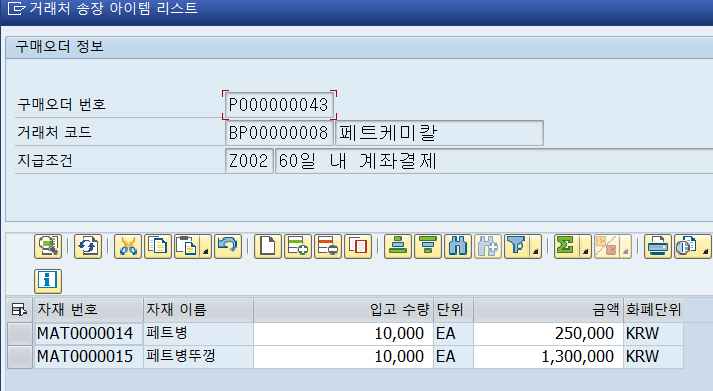 거래처 송장 아이템 리스트
구매오더 정보
구매오더 번호 P000000043
거래처 코드 BP00000008 페트케미칼
지급조건 Z002 60일 내 계좌결제
자재 번호 자재 이름 입고 수량 단위 금액 화폐단위
MAT0000014 페트병 10,000 EA 250,000 KRW
MAT0000015 페트병뚜껑 10,000 EA 1,300,000 KRW